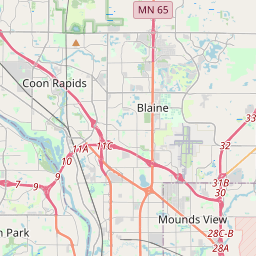 MN 65
Coon Rapids
Blaine
33
32
11A
11C
10
7
9
9
31B
30
Mounds View
n Park
28C-B
28A